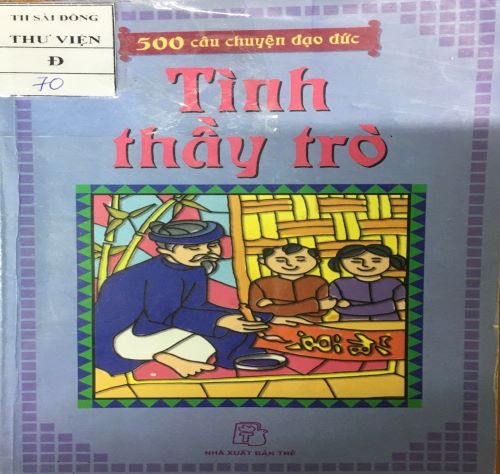 TH SÀI ĐỒNG
THƯ VIỆN
Đ
70
500 câu chuyện đạo đức
Tình
thầy trò
NHÀ XUẤT BẢN TRẺ